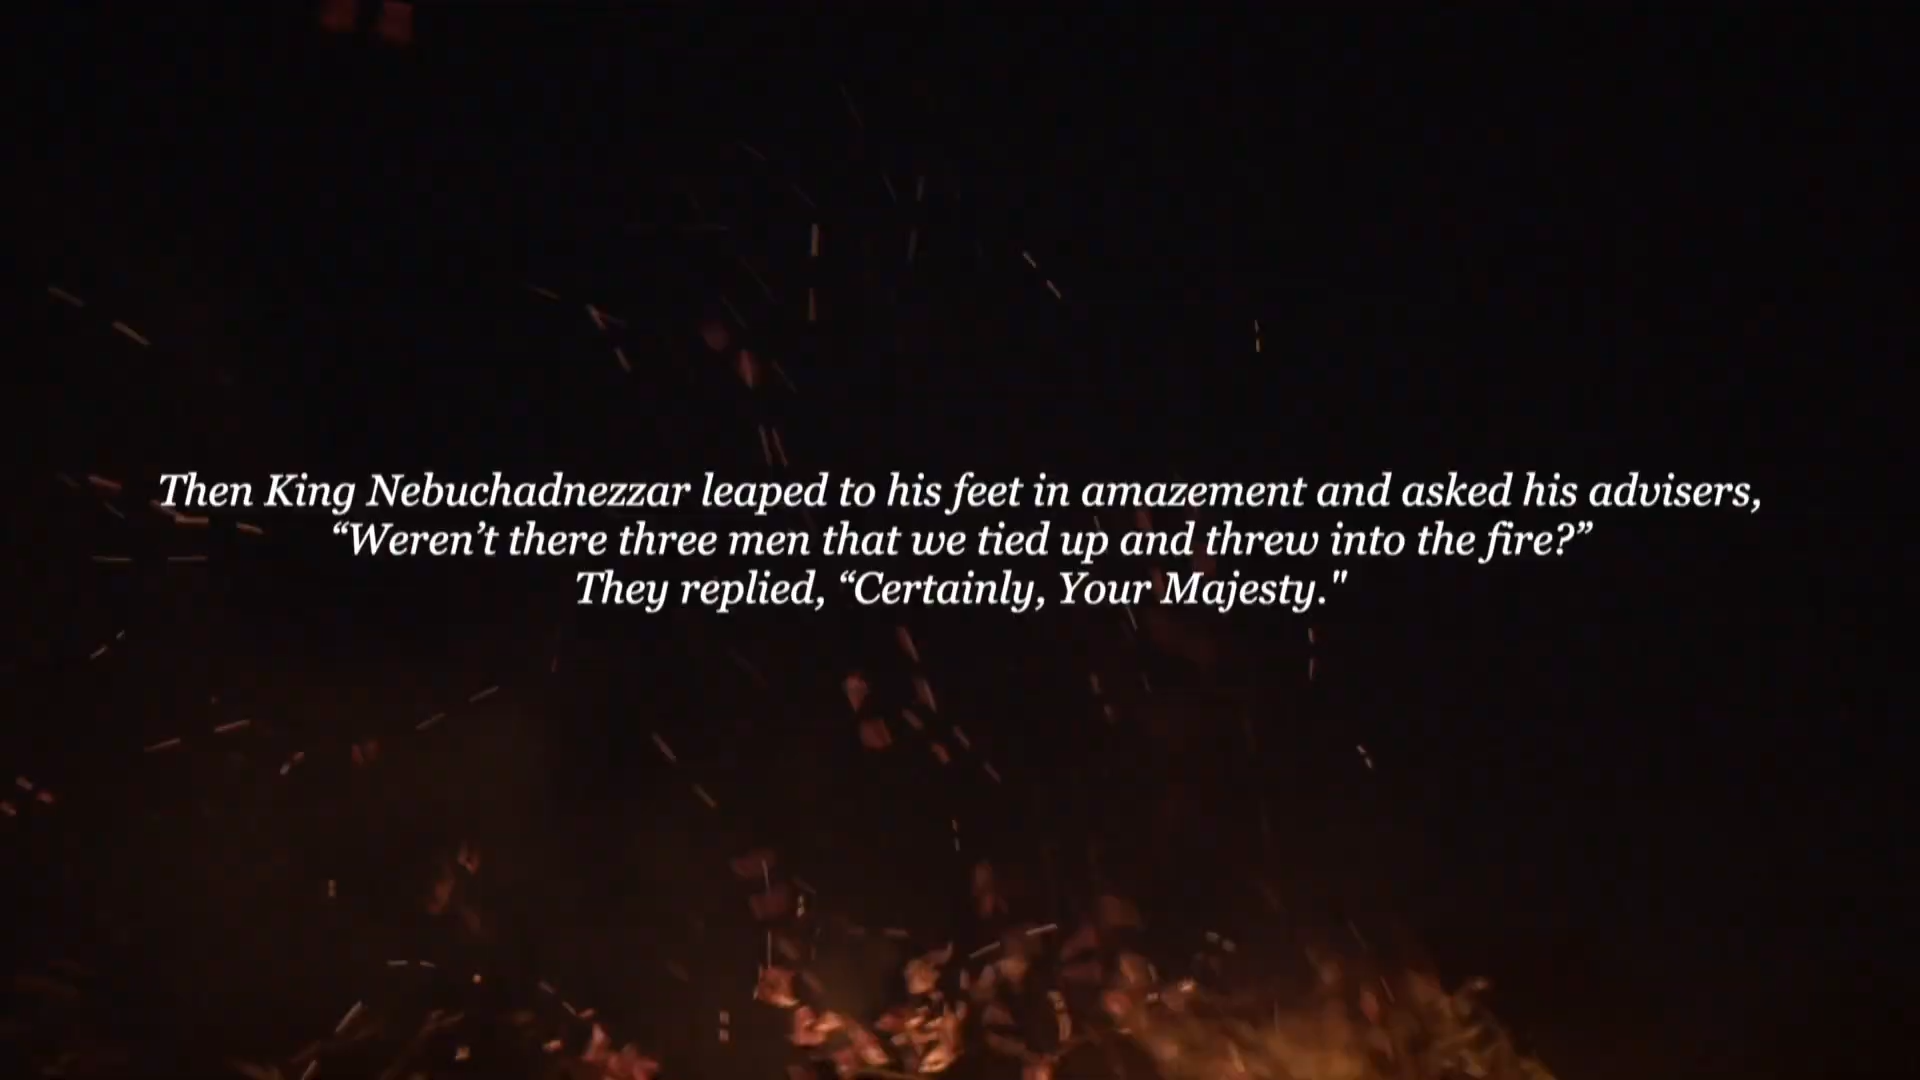 Then King Nebuchadnezzar leaped to his feet in amazement and asked his advisers,
“Weren’t there three men that we tied up and threw into the fire?”
They replied, “Certainly, Your Majesty."